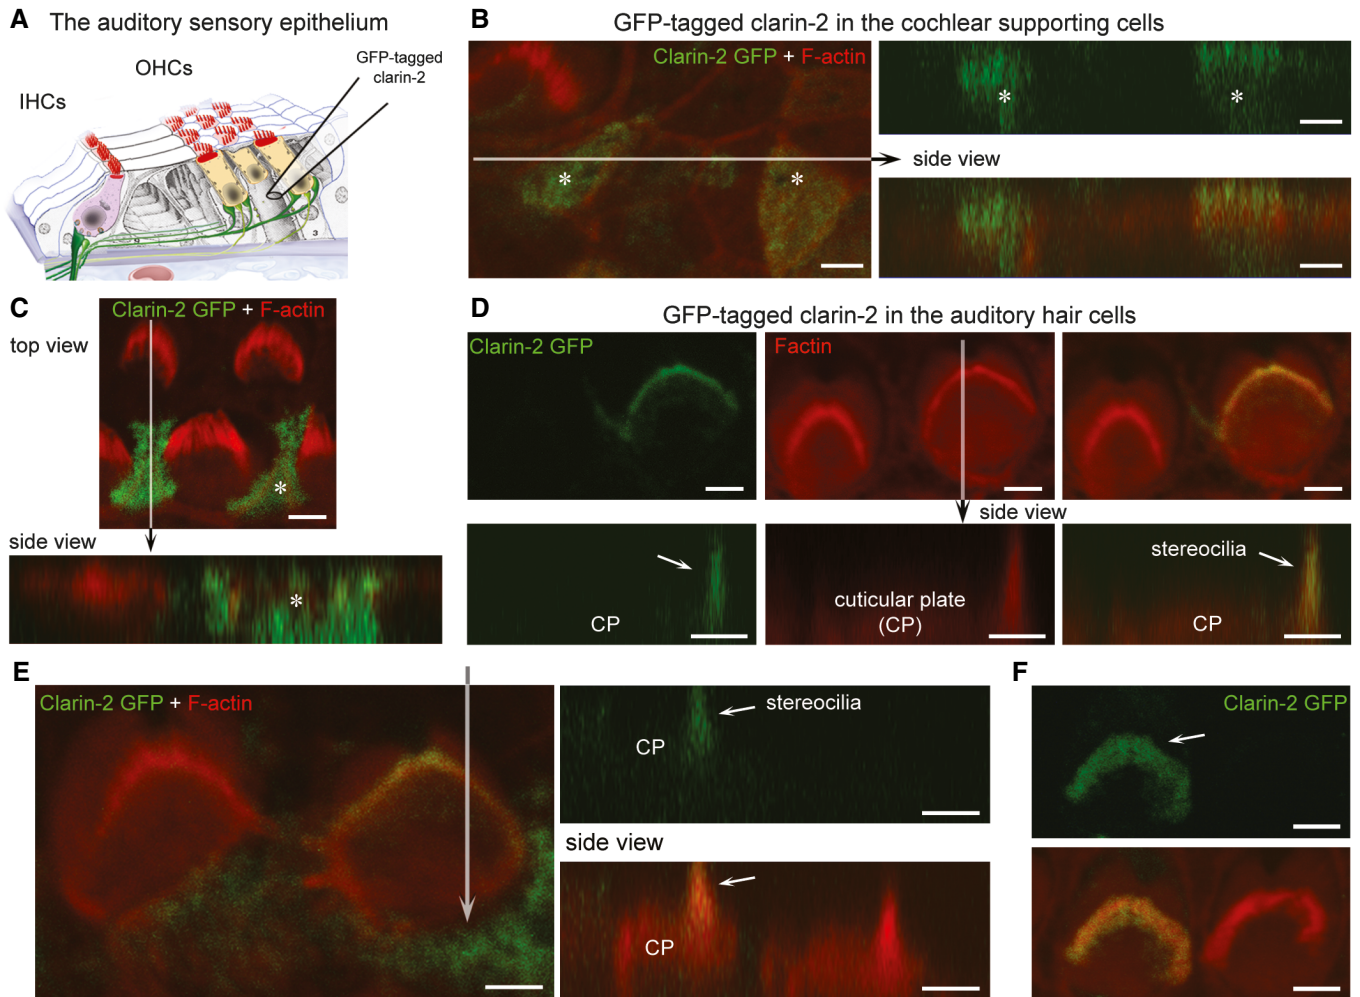 A The auditory sensory epithelium
GFP-tagged
clarin-2
OHCs
IHCs
3
B GFP-tagged clarin-2 in the cochlear supporting cells
Clarin-2 GFP + F-actin
*
*
*
*
side view
C
Clarin-2 GFP + F-actin
top view
*
side view
*
D GFP-tagged clarin-2 in the auditory hair cells
Clarin-2 GFP
Factin
side view
CP
cuticular plate
(CP)
stereocilia
CP
E
Clarin-2 GFP + F-actin
stereocilia
CP
side view
CP
F
Clarin-2 GFP